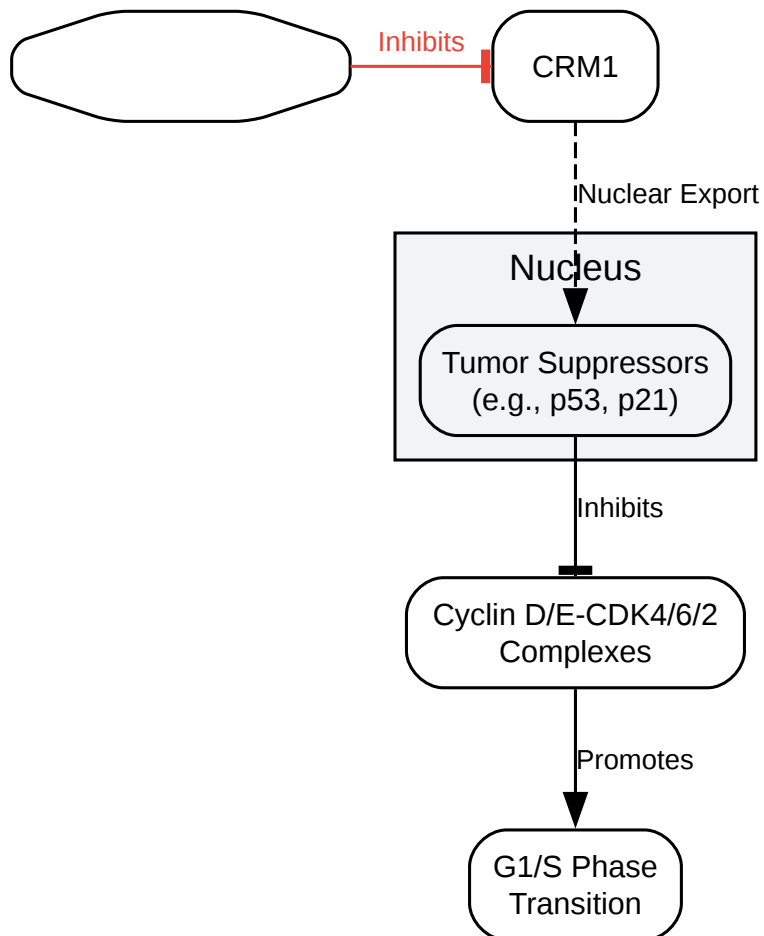 Inhibits
CRM1
Nuclear Export
Nucleus
Tumor Suppressors
(e.g., p53, p21)
Inhibits
Cyclin D/E-CDK4/6/2
Complexes
Promotes
G1/S Phase
Transition